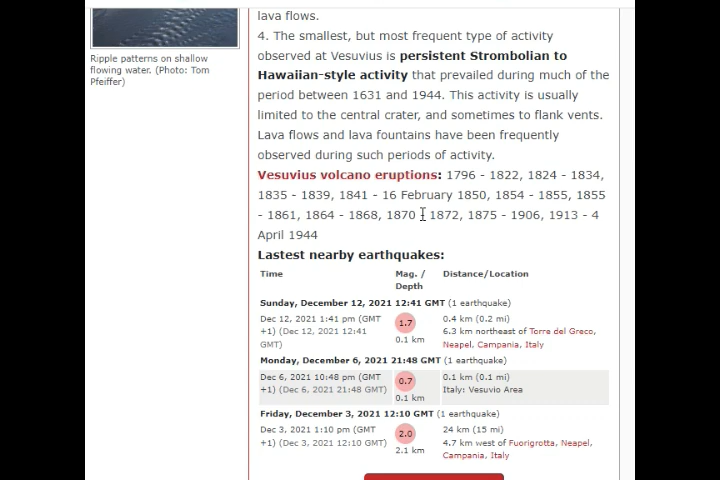 lava flows.
4. The smallest, but most frequent type of activity
observed at Vesuvius is persistent Strombolian to
Hawaiian-style activity that prevailed during much of the
period between 1631 and 1944. This activity is usually
limited to the central crater, and sometimes to flank vents.
Lava flows and lava fountains have been frequently
observed during such periods of activity.
Vesuvius volcano eruptions: 1796 - 1822, 1824 - 1834,
1835 - 1839, 1841 - 16 February 1850, 1854 - 1855, 1855
- 1861, 1864 - 1868, 1870 - 1872, 1875 - 1906, 1913 - 4
April 1944
Lastest nearby earthquakes:
Time Mag. / Depth Distance/Location
Sunday, December 12, 2021 12:41 GMT (1 earthquake)
Dec 12, 2021 1:41 pm (GMT
+1) (Dec 12, 2021 12:41
GMT)
1.7
0.1 km
0.4 km (0.2 mi)
6.3 km northeast of Torre del Greco,
Neapel, Campania, Italy
Monday, December 6, 2021 21:48 GMT (1 earthquake)
Dec 6, 2021 10:48 pm (GMT
+1) (Dec 6, 2021 21:48 GMT)
0.7
0.1 km
0.1 km (0.1 mi)
Italy: Vesuvio Area
Friday, December 3, 2021 12:10 GMT (1 earthquake)
Dec 3, 2021 1:10 pm (GMT
+1) (Dec 3, 2021 12:10 GMT)
2.0
2.1 km
24 km (15 mi)
4.7 km west of Fuorigrotta, Neapel,
Campania, Italy
Ripple patterns on shallow
flowing water. (Photo: Tom
Pfeiffer)